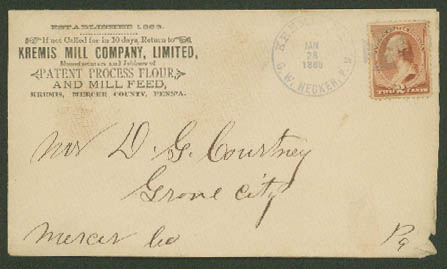 ESTABLISHED 1863.
If not Called for in 10 days, Return to
KREMIS MILL COMPANY, LIMITED,
Manufacturers and Jobbers of
PATENT PROCESS FLOUR,
AND MILL FEED,
KREMIS, MERCER COUNTY, PENN'A.
JAN
28
G. W. HECKER, P. M.
TWO CENTS
Mr D. G. Courtney
Grove City
Mercer Co
Pa